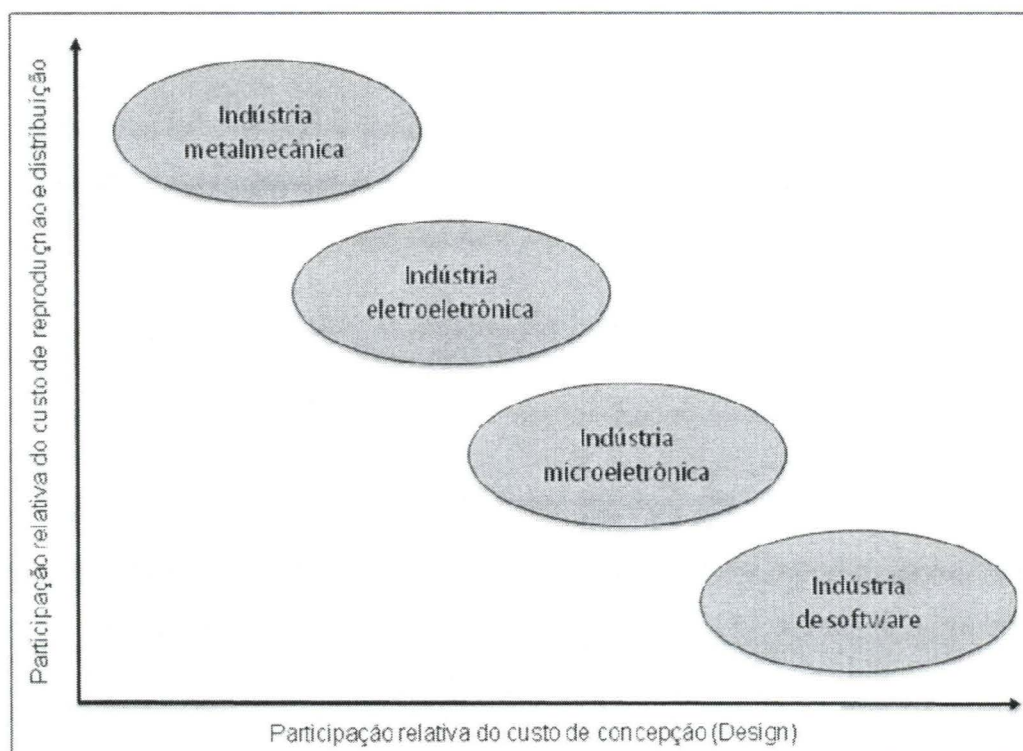 Participação relativa do custo de reprodução e distribuição
Indústria
metalmecânica
Indústria
eletroeletrônica
Indústria
microeletrônica
Indústria
de software
Participação relativa do custo de concepção (Design)